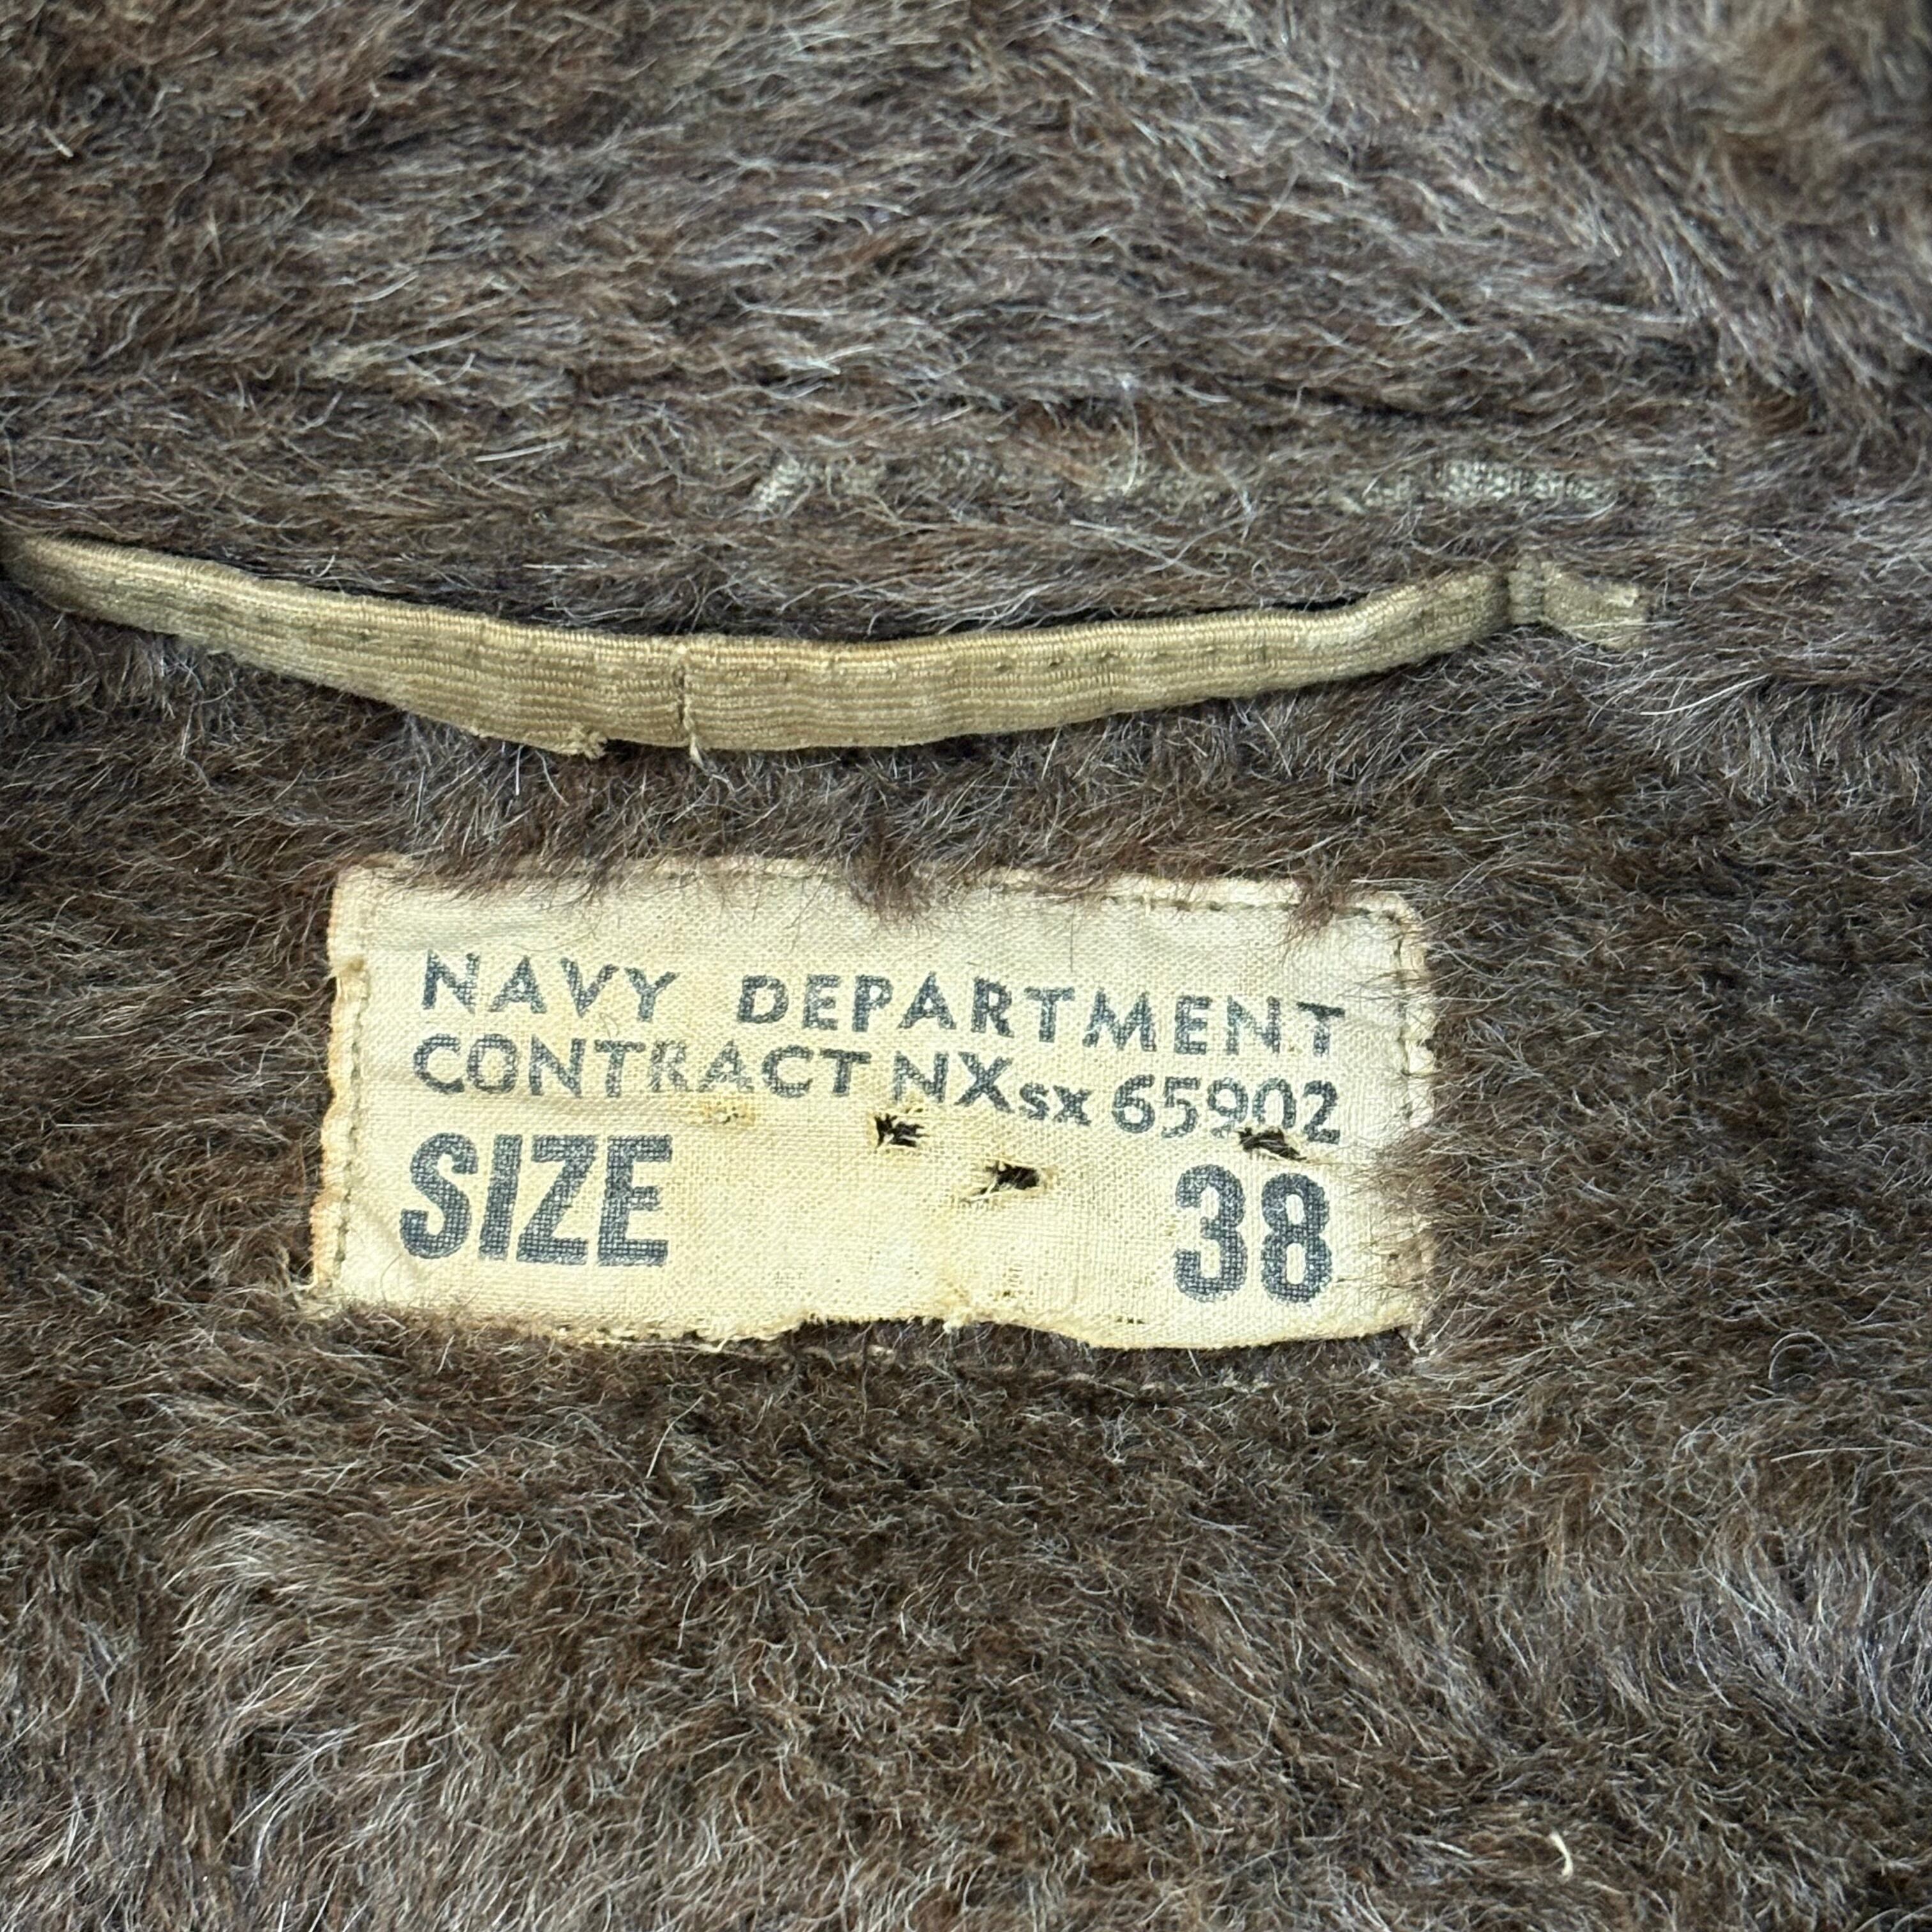 NAVY DEPARTMENT
CONTRACT NXsx 65902
SIZE 38